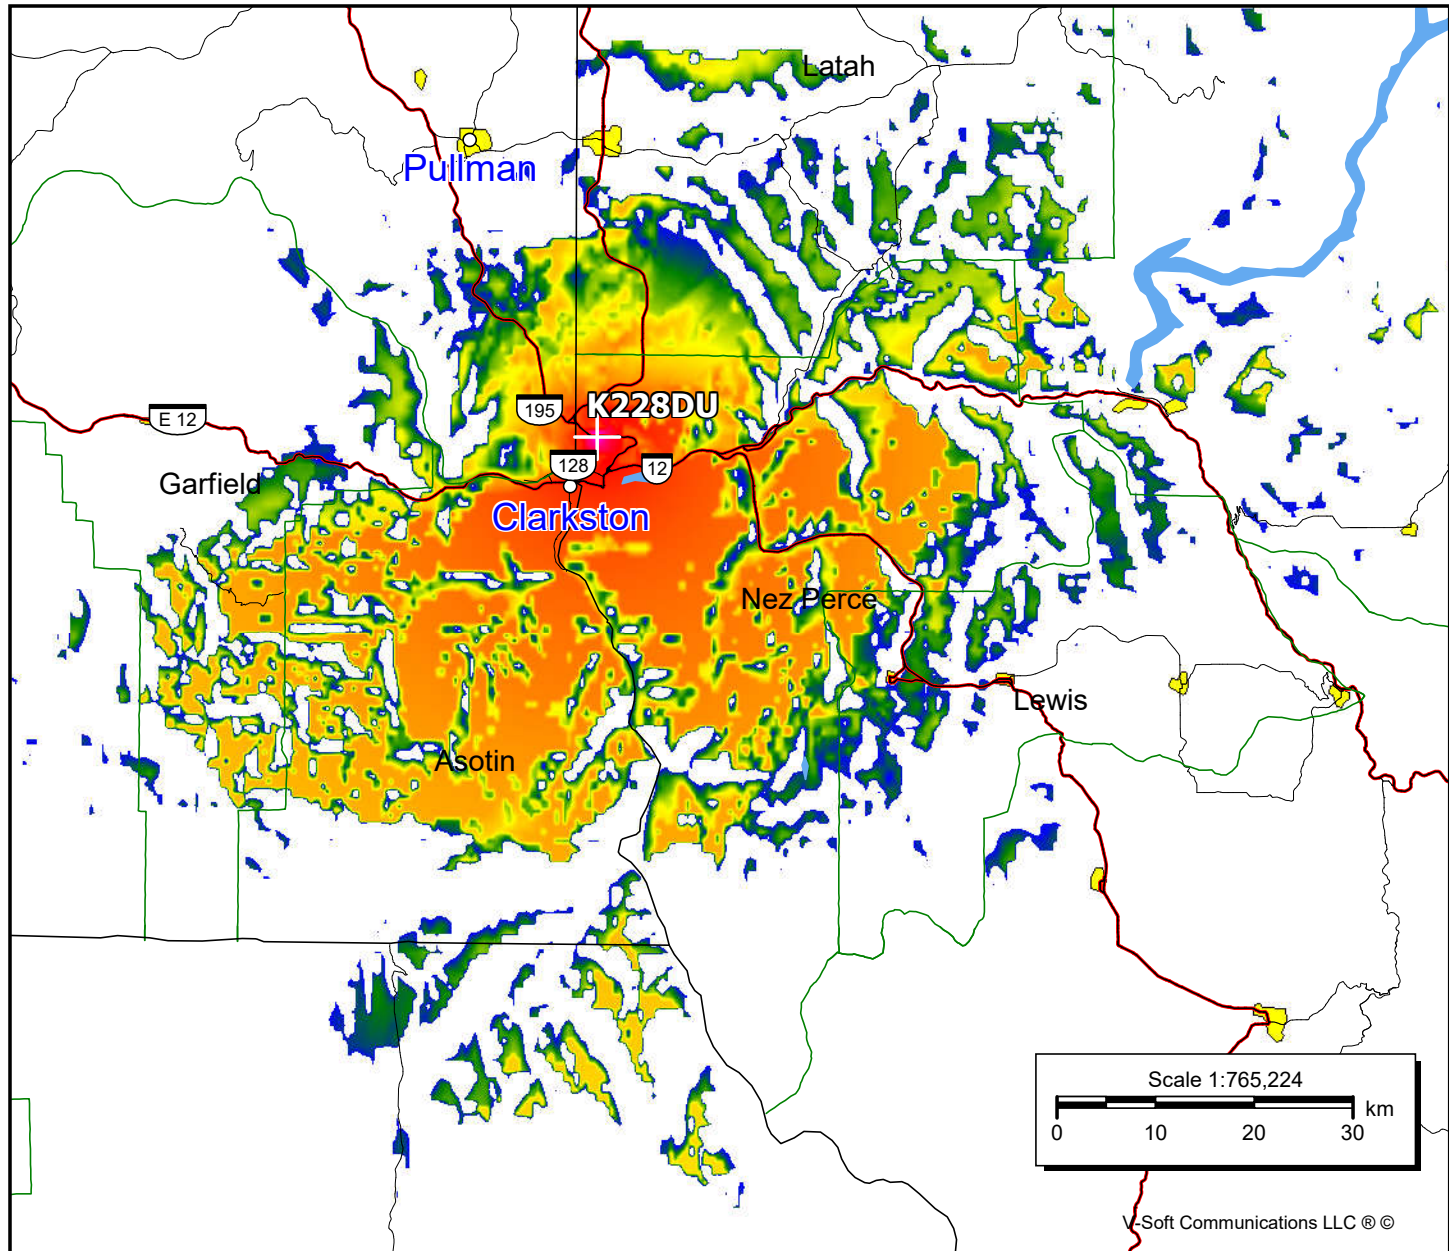 Latah
Pullman
195
K228DU
E 12
128
12
Garfield
Clarkston
Nez Perce
Lewis
Asotin
Scale 1:765,224
km
0 10 20 30
V-Soft Communications LLC ® ©